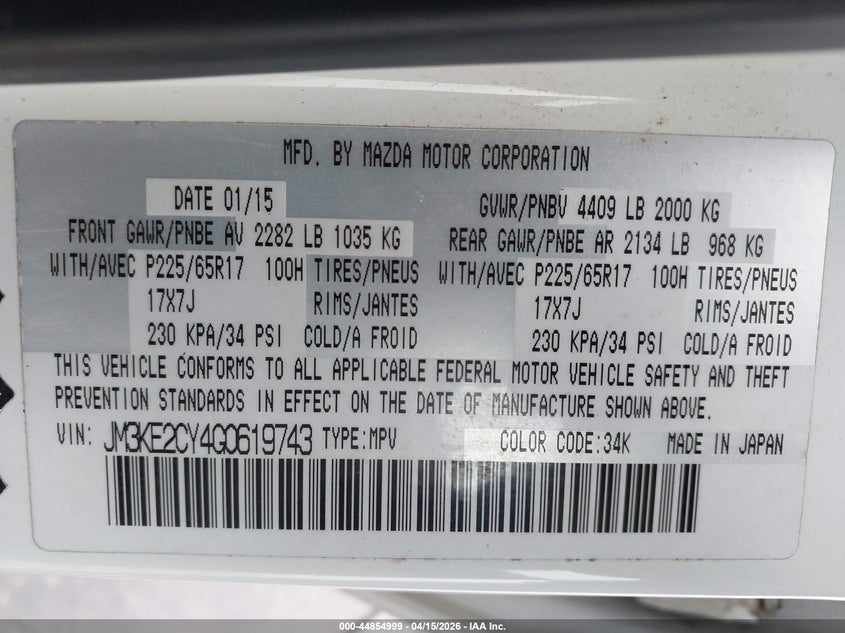 MFD. BY MAZDA MOTOR CORPORATION
DATE 01/15 GVWR/PNBV 4409 LB 2000 KG
FRONT GAWR/PNBE AV 2282 LB 1035 KG REAR GAWR/PNBE AR 2134 LB 968 KG
WITH/AVEC P225/65R17 100H TIRES/PNEUS WITH/AVEC P225/65R17 100H TIRES/PNEUS
17X7J RIMS/JANTES 17X7J RIMS/JANTES
230 KPA/34 PSI COLD/A FROID 230 KPA/34 PSI COLD/A FROID
THIS VEHICLE CONFORMS TO ALL APPLICABLE FEDERAL MOTOR VEHICLE SAFETY AND THEFT
PREVENTION STANDARDS IN EFFECT ON THE DATE OF MANUFACTURE SHOWN ABOVE.
VIN: JM3KE2CY4G0619743 TYPE:MPV COLOR CODE:34K MADE IN JAPAN
000-44854999 - 04/15/2026 - IAA Inc.